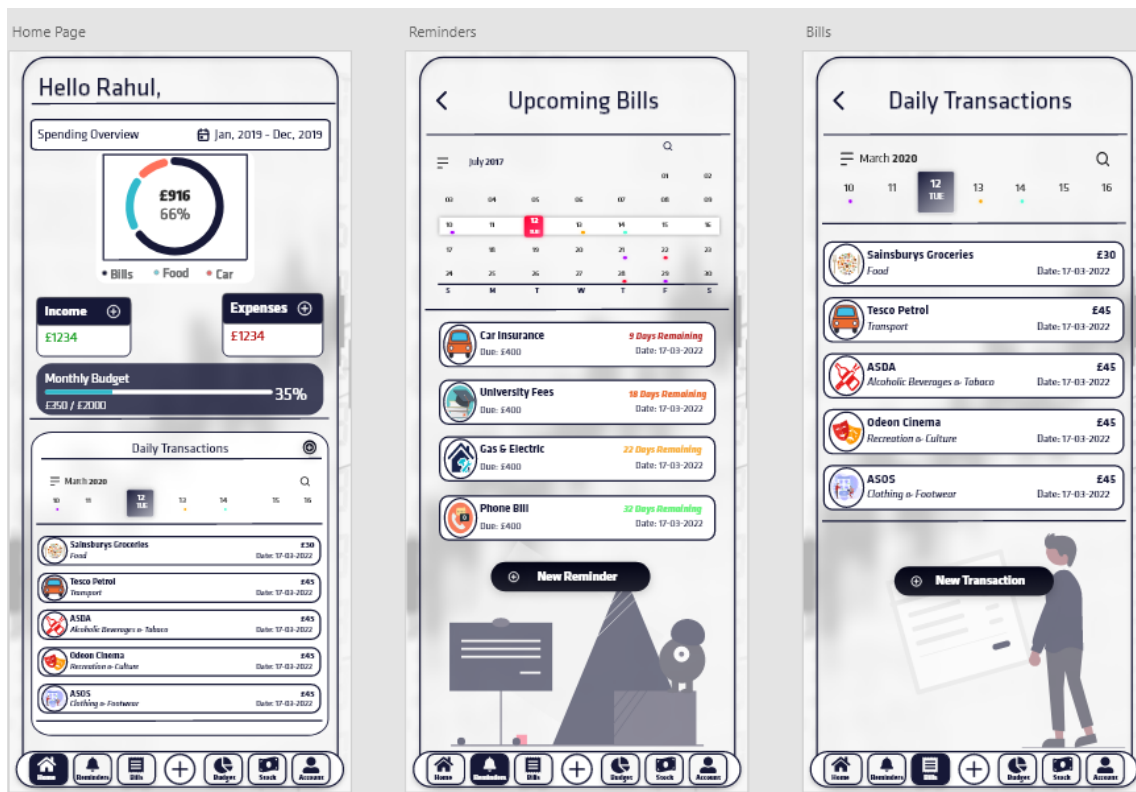 Home Page
Hello Rahul,
Spending Overview
Jan, 2019 - Dec, 2019
£916
66%
Bills
Food
Car
Income
£1234
Expenses
£1234
Monthly Budget
35%
£350 / £2000
Daily Transactions
March 2020
10 11 12 13 14 15 16
TUE
Sainsburys Groceries £30
Food Date: 17-03-2022
Tesco Petrol £45
Transport Date: 17-03-2022
ASDA £45
Alcoholic Beverages & Tabaco Date: 17-03-2022
Odeon Cinema £45
Recreation & Culture Date: 17-03-2022
ASOS £45
Clothing & Footwear Date: 17-03-2022
Home Reminders Bills Budget Stock Account
Reminders
Upcoming Bills
July 2017
01 02
03 04 05 06 07 08 09
10 11 12 13 14 15 16
TUE
17 18 19 20 21 22 23
24 25 26 27 28 29 30
S M T W T F S
Car Insurance 9 Days Remaining
Due: £400 Date: 17-03-2022
University Fees 18 Days Remaining
Due: £400 Date: 17-03-2022
Gas & Electric 22 Days Remaining
Due: £400 Date: 17-03-2022
Phone Bill 32 Days Remaining
Due: £400 Date: 17-03-2022
New Reminder
Home Reminders Bills Budget Stock Account
Bills
Daily Transactions
March 2020
10 11 12 13 14 15 16
TUE
Sainsburys Groceries £30
Food Date: 17-03-2022
Tesco Petrol £45
Transport Date: 17-03-2022
ASDA £45
Alcoholic Beverages & Tabaco Date: 17-03-2022
Odeon Cinema £45
Recreation & Culture Date: 17-03-2022
ASOS £45
Clothing & Footwear Date: 17-03-2022
New Transaction
Home Reminders Bills Budget Stock Account